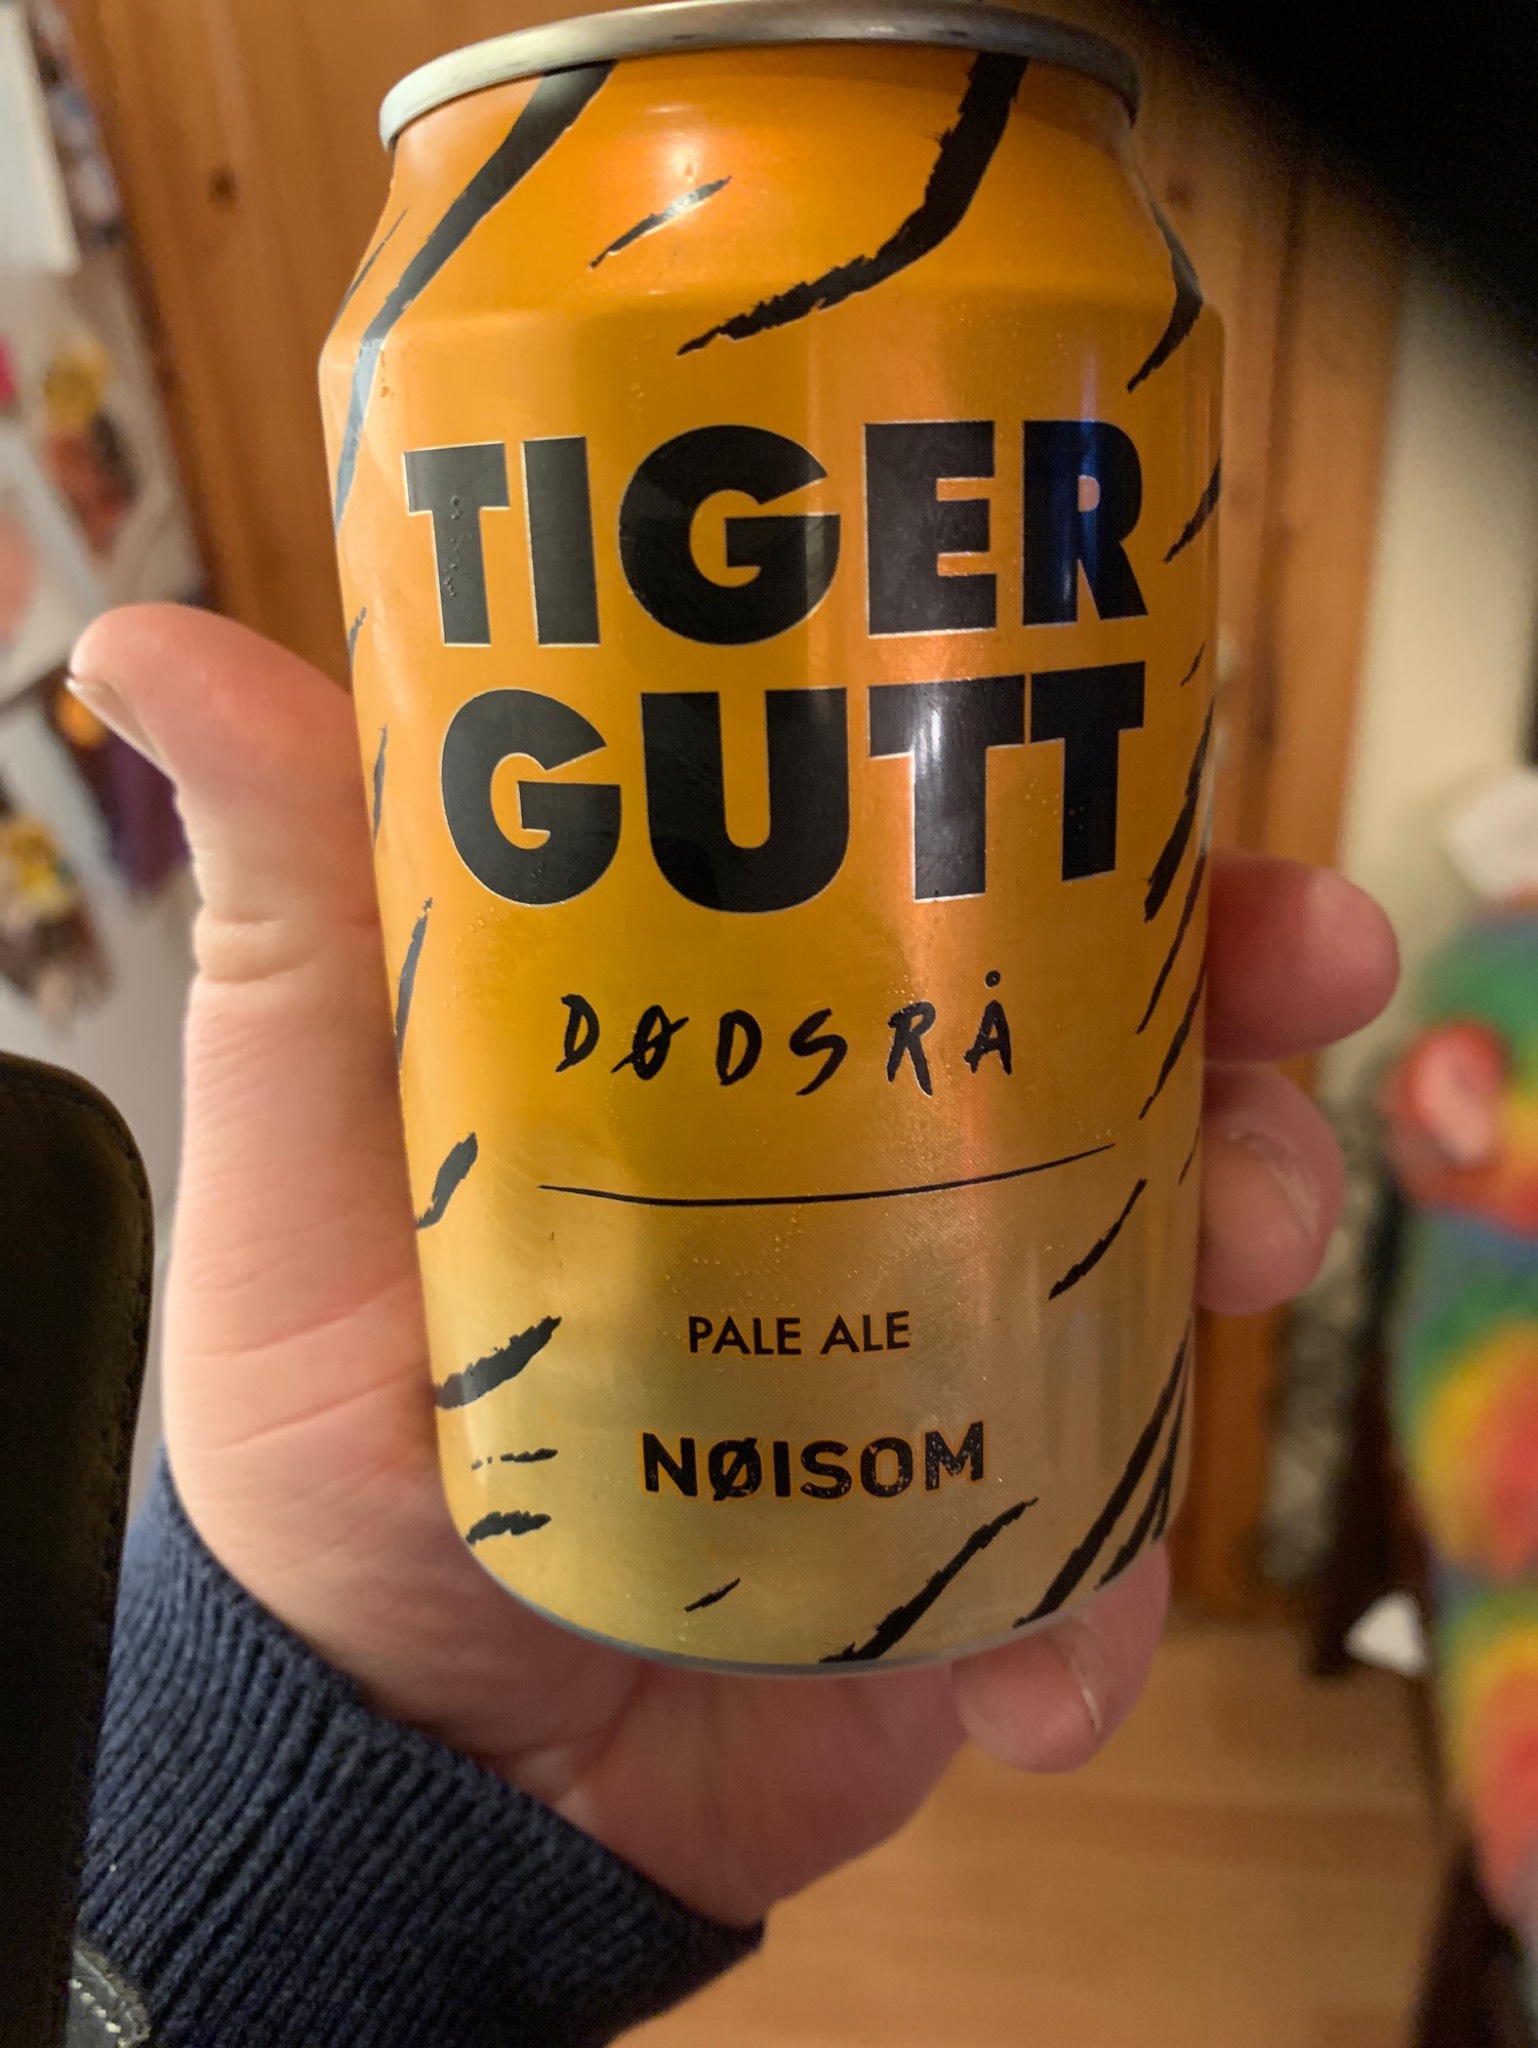 TIGER
GUTT
DØDSRÅ
PALE ALE
NØISOM